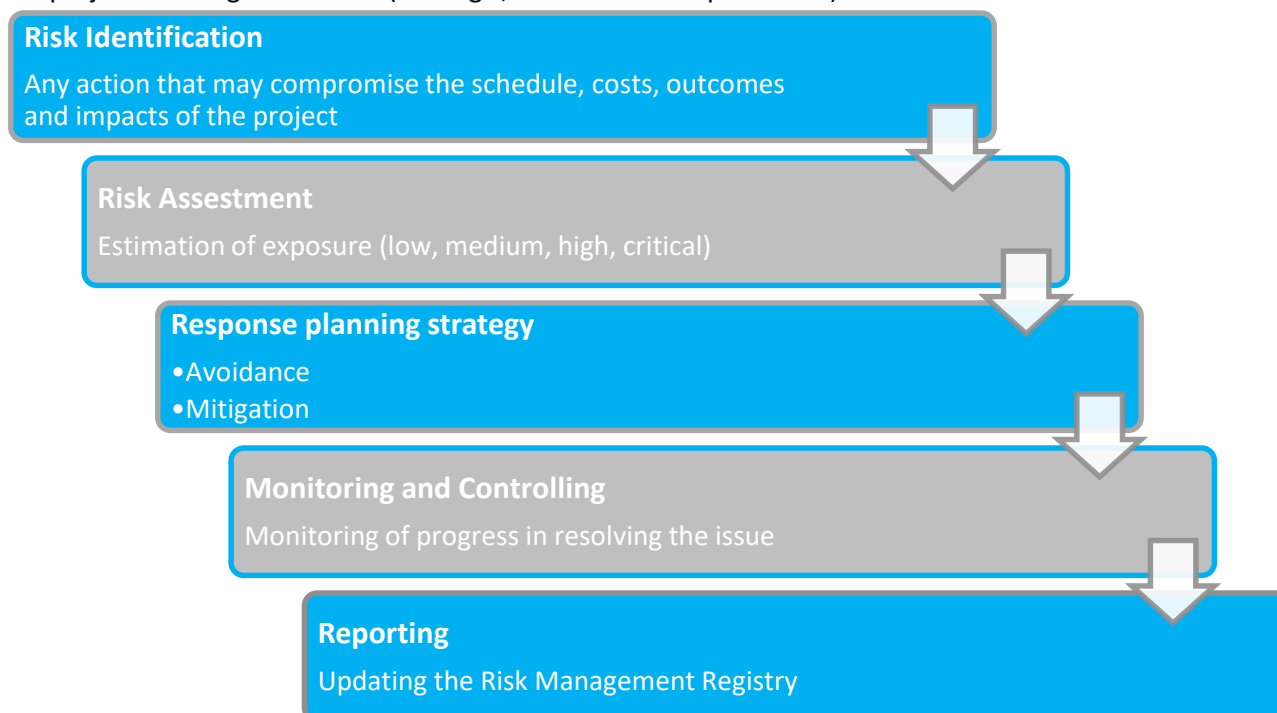 Risk Identification
Any action that may compromise the schedule, costs, outcomes
and impacts of the project
Risk Assestment
Estimation of exposure (low, medium, high, critical)
Response planning strategy
•Avoidance
•Mitigation
Monitoring and Controlling
Monitoring of progress in resolving the issue
Reporting
Updating the Risk Management Registry